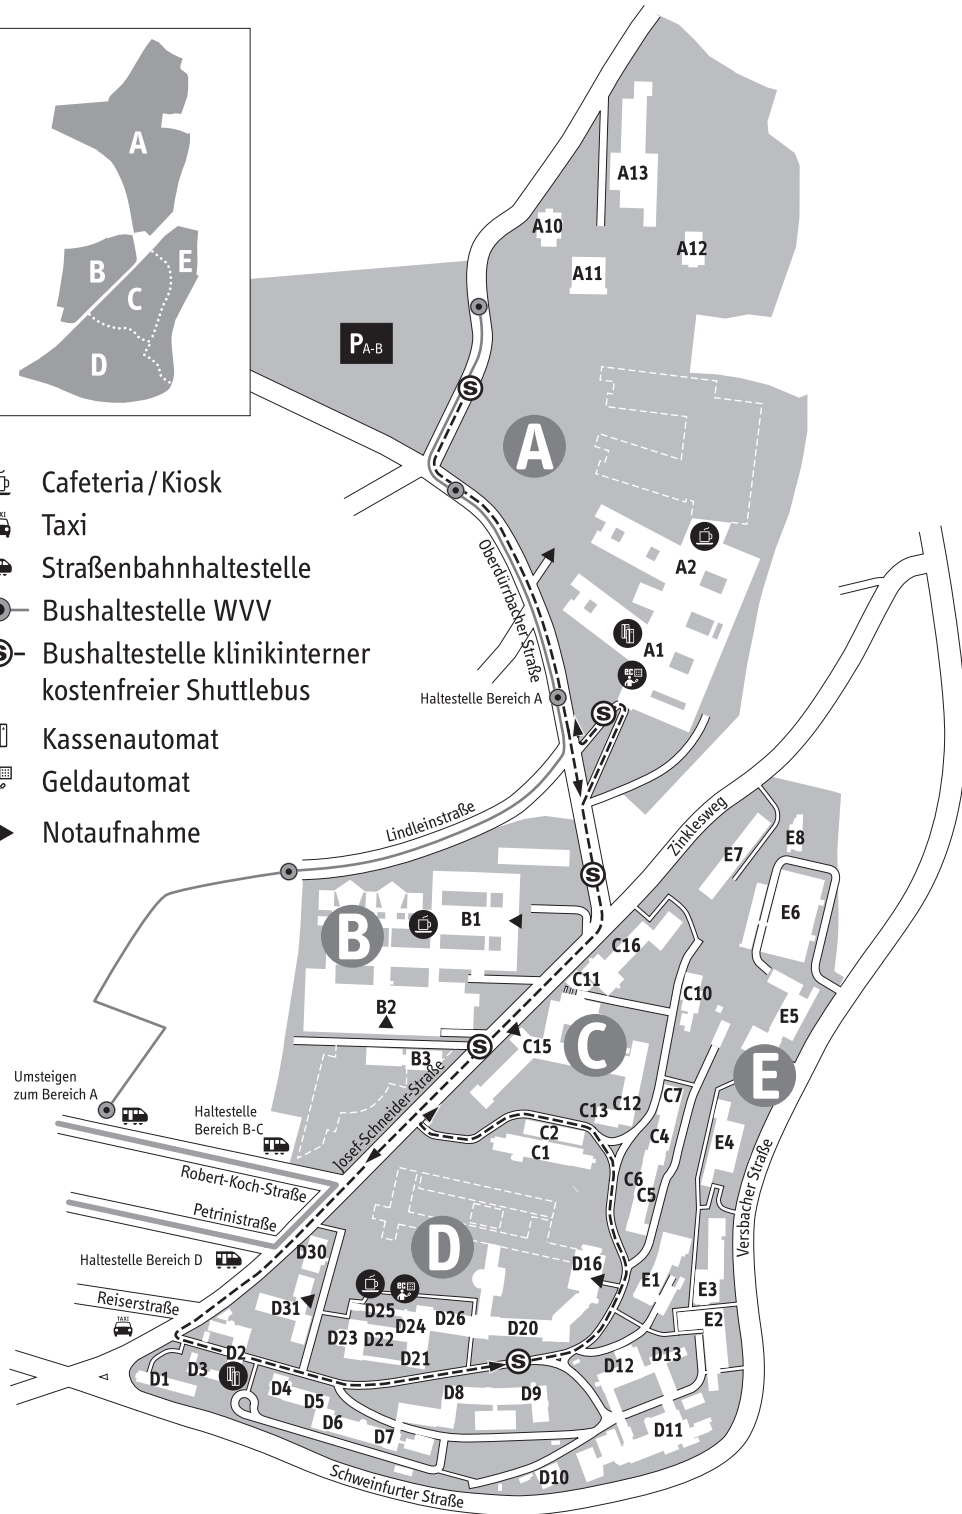 A
B
E
C
D
A13
A10
A12
A11
PA-B
S
A
Cafeteria / Kiosk
TAXI
Taxi
Straßenbahnhaltestelle
Bushaltestelle WVV
S
Bushaltestelle klinikinterner
kostenfreier Shuttlebus
Kassenautomat
Geldautomat
Notaufnahme
A2
Oberdürrbacher Straße
A1
ec
Haltestelle Bereich A
S
Lindleinstraße
Zinklesweg
E8
E7
S
B
B1
E6
C16
C11
C10
B2
E5
C
C15
S
B3
E
Josef-Schneider-Straße
Umsteigen
zum Bereich A
Haltestelle
Bereich B-C
C7
C13
C12
C2
C4
C1
E4
Robert-Koch-Straße
C6
C5
Petrinistraße
Versbacher Straße
D
D30
Haltestelle Bereich D
D16
E1
E3
ec
Reiserstraße
D31
D25
D24
D26
E2
TAXI
D23
D22
D20
D21
D2
S
D13
D12
D3
D1
D4
D8
D9
D5
D6
D7
D11
D10
Schweinfurter Straße